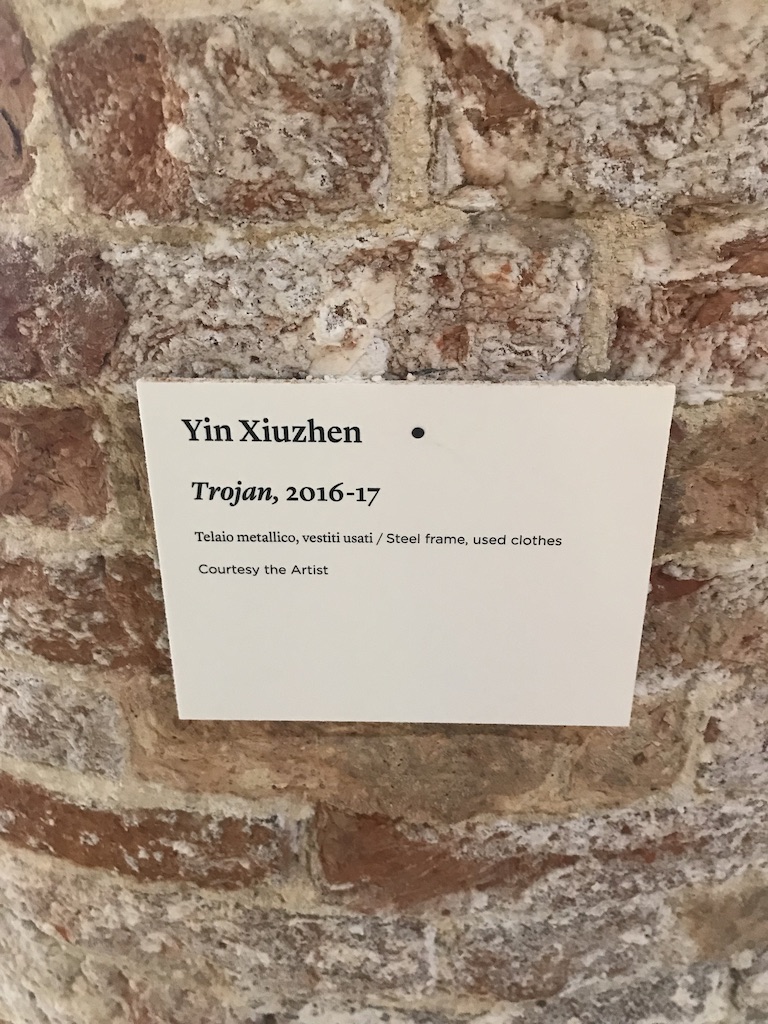 Yin Xiuzhen
Trojan, 2016-17
Telaio metallico, vestiti usati / Steel frame, used clothes
Courtesy the Artist